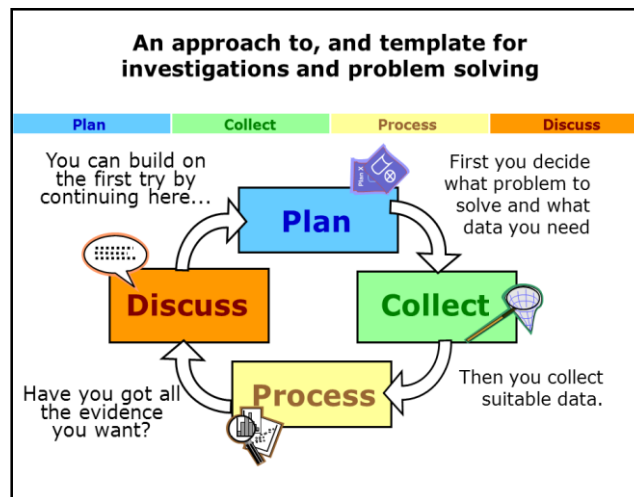 An approach to, and template for
investigations and problem solving
Plan
Collect
Process
Discuss
You can build on
the first try by
continuing here...
Plan X
First you decide
what problem to
solve and what
data you need
Plan
Discuss
Collect
Have you got all
the evidence
you want?
Process
Then you collect
suitable data.